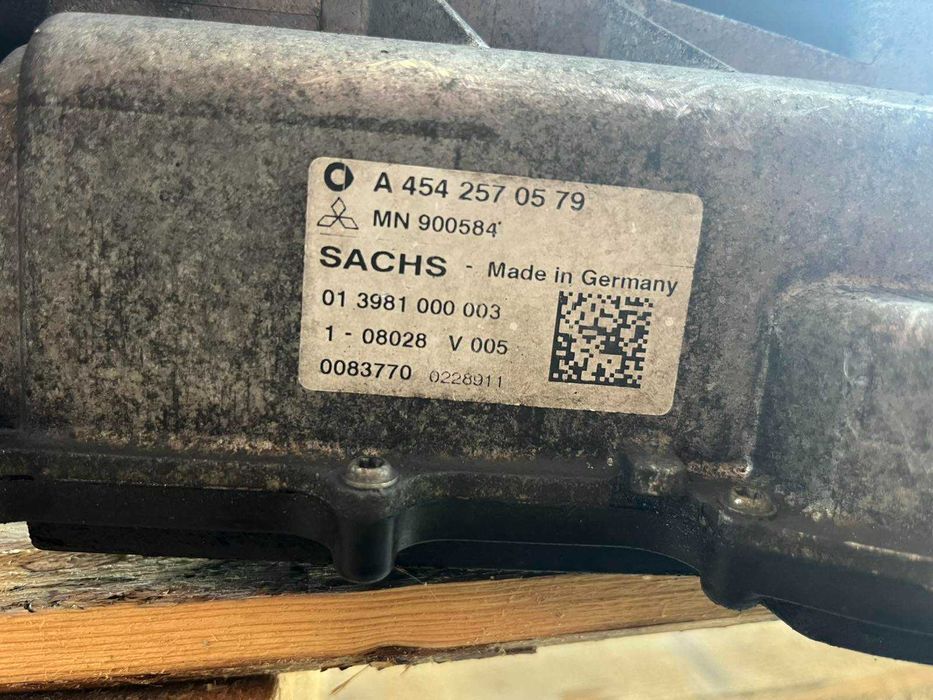 A 454 257 05 79
MN 900584
SACHS - Made in Germany
01 3981 000 003
1 - 08028 V 005
0083770 0228911